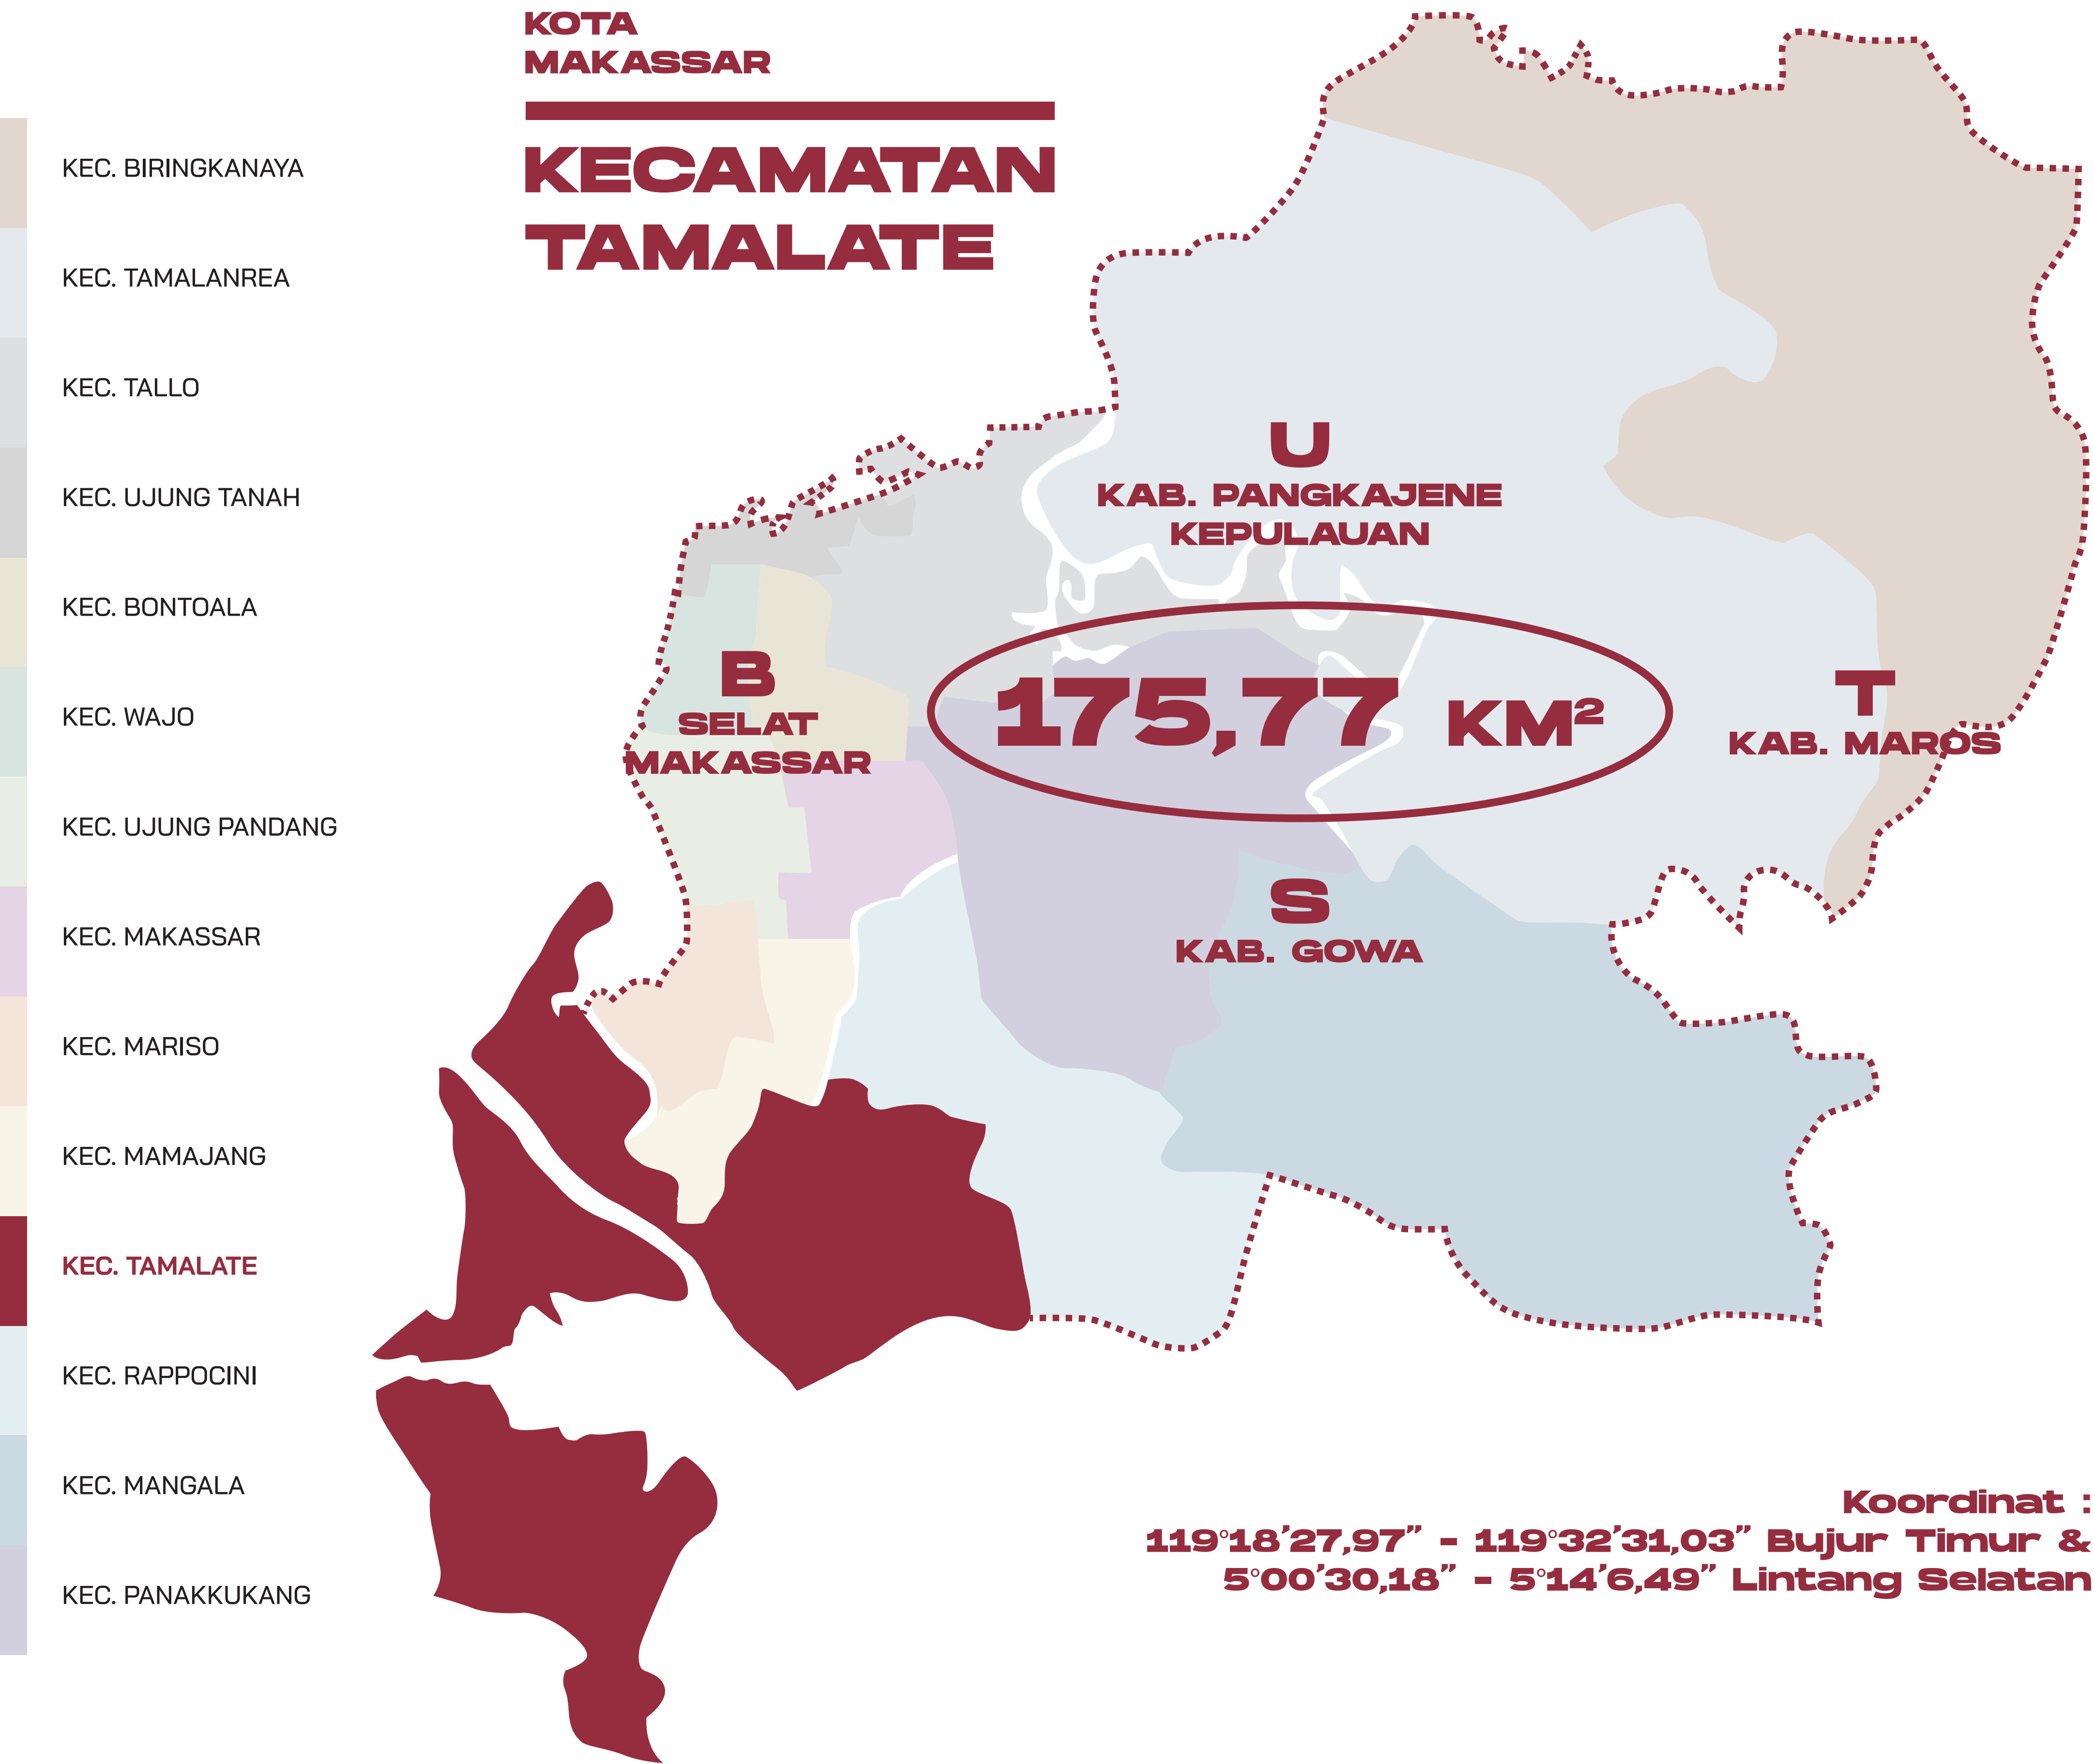 KOTA
MAKASSAR
KECAMATAN
TAMALATE
KEC. BIRINGKANAYA
KEC. TAMALANREA
KEC. TALLO
KEC. UJUNG TANAH
KEC. BONTOALA
KEC. WAJO
KEC. UJUNG PANDANG
KEC. MAKASSAR
KEC. MARISO
KEC. MAMAJANG
KEC. TAMALATE
KEC. RAPPOCINI
KEC. MANGALA
KEC. PANAKKUKANG
U
KAB. PANGKAJENE
KEPULAUAN
B
SELAT
MAKASSAR
175,77 KM²
T
KAB. MAROS
S
KAB. GOWA
Koordinat :
119°18’27,97” - 119°32’31,03” Bujur Timur &
5°00’30,18” - 5°14’6,49” Lintang Selatan